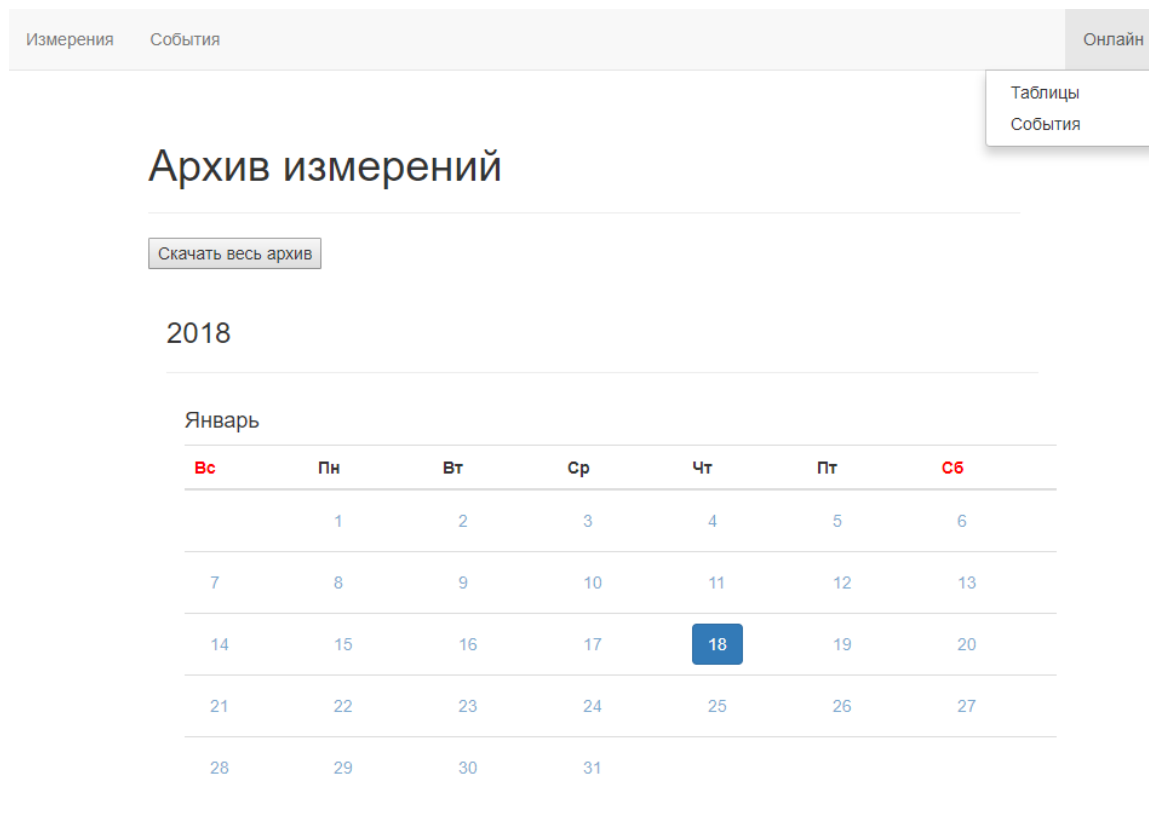 Измерения События Онлайн
Таблицы
События
Архив измерений
Скачать весь архив
2018
Январь
Вс Пн Вт Ср Чт Пт Сб
1 2 3 4 5 6
7 8 9 10 11 12 13
14 15 16 17 18 19 20
21 22 23 24 25 26 27
28 29 30 31